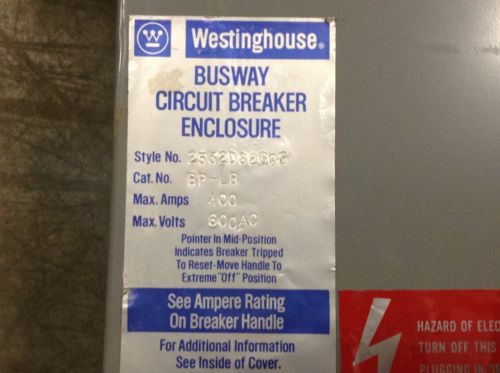 W Westinghouse®
BUSWAY
CIRCUIT BREAKER
ENCLOSURE
Style No. 2532D82G02
Cat. No. BP-LB
Max. Amps 400
Max. Volts 600AC
Pointer In Mid-Position
Indicates Breaker Tripped
To Reset-Move Handle To
Extreme "Off" Position
See Ampere Rating
On Breaker Handle
For Additional Information
See Inside of Cover.
HAZARD OF
TURN OFF THIS
PLUGGING IN